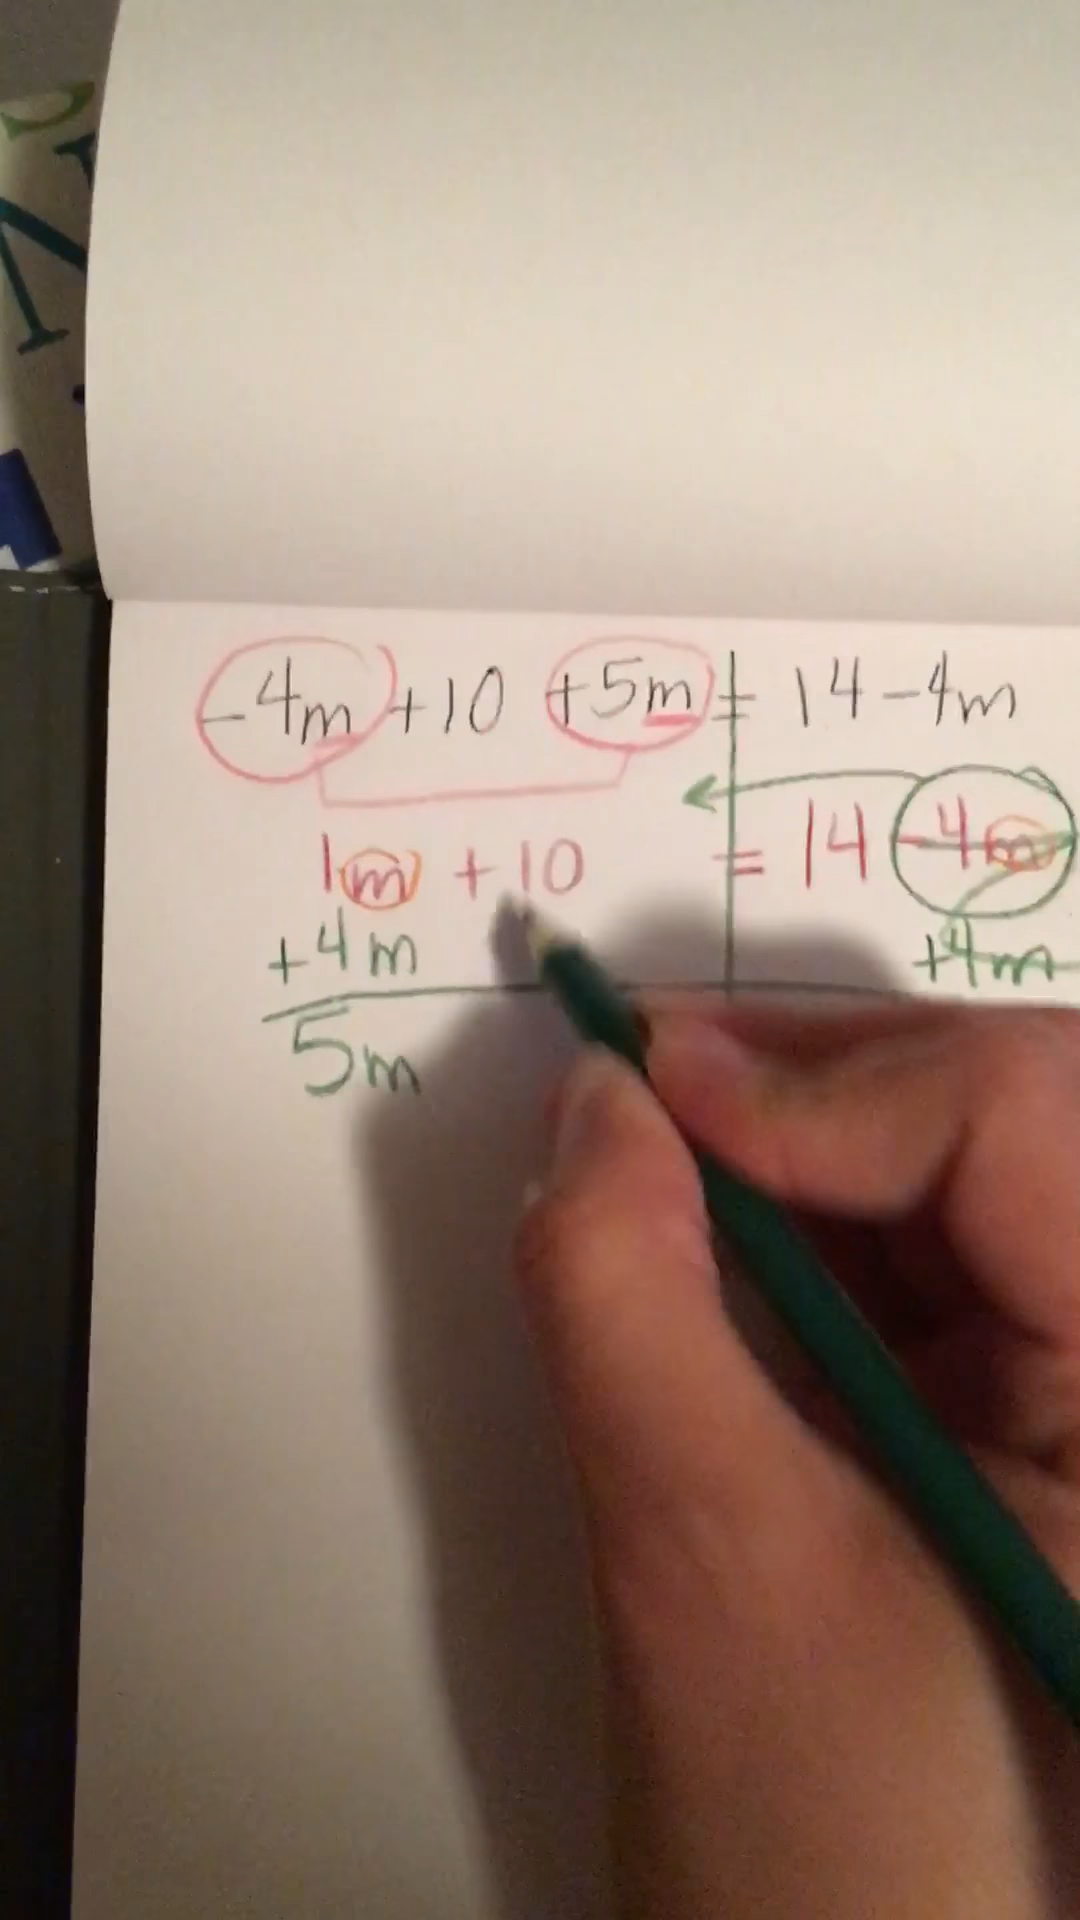 -4m +10 +5m = 14 -4m
1m +10 = 14 -4m
+4m +4m
5m